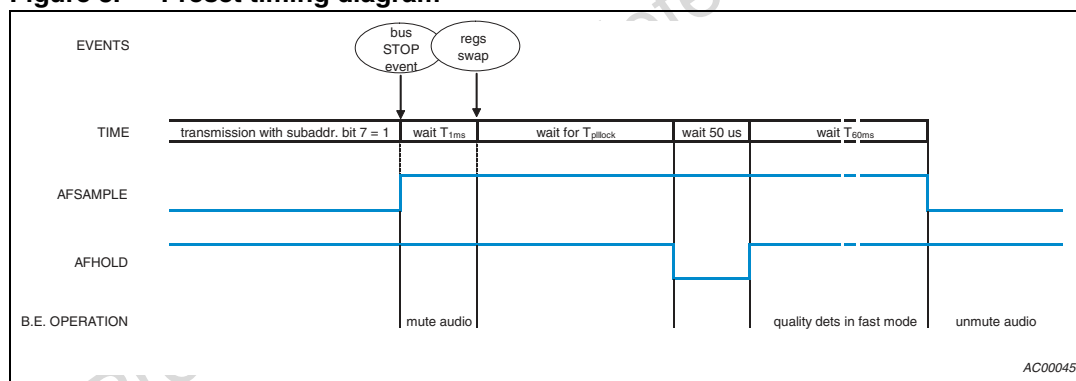 Figure 8. Preset timing diagram
EVENTS
bus
STOP
event
regs
swap
TIME
transmission with subaddr. bit 7 = 1
wait T1ms
wait for Tplllock
wait 50 us
wait T60ms
AFSAMPLE
AFHOLD
B.E. OPERATION
mute audio
quality dets in fast mode
unmute audio
AC00045